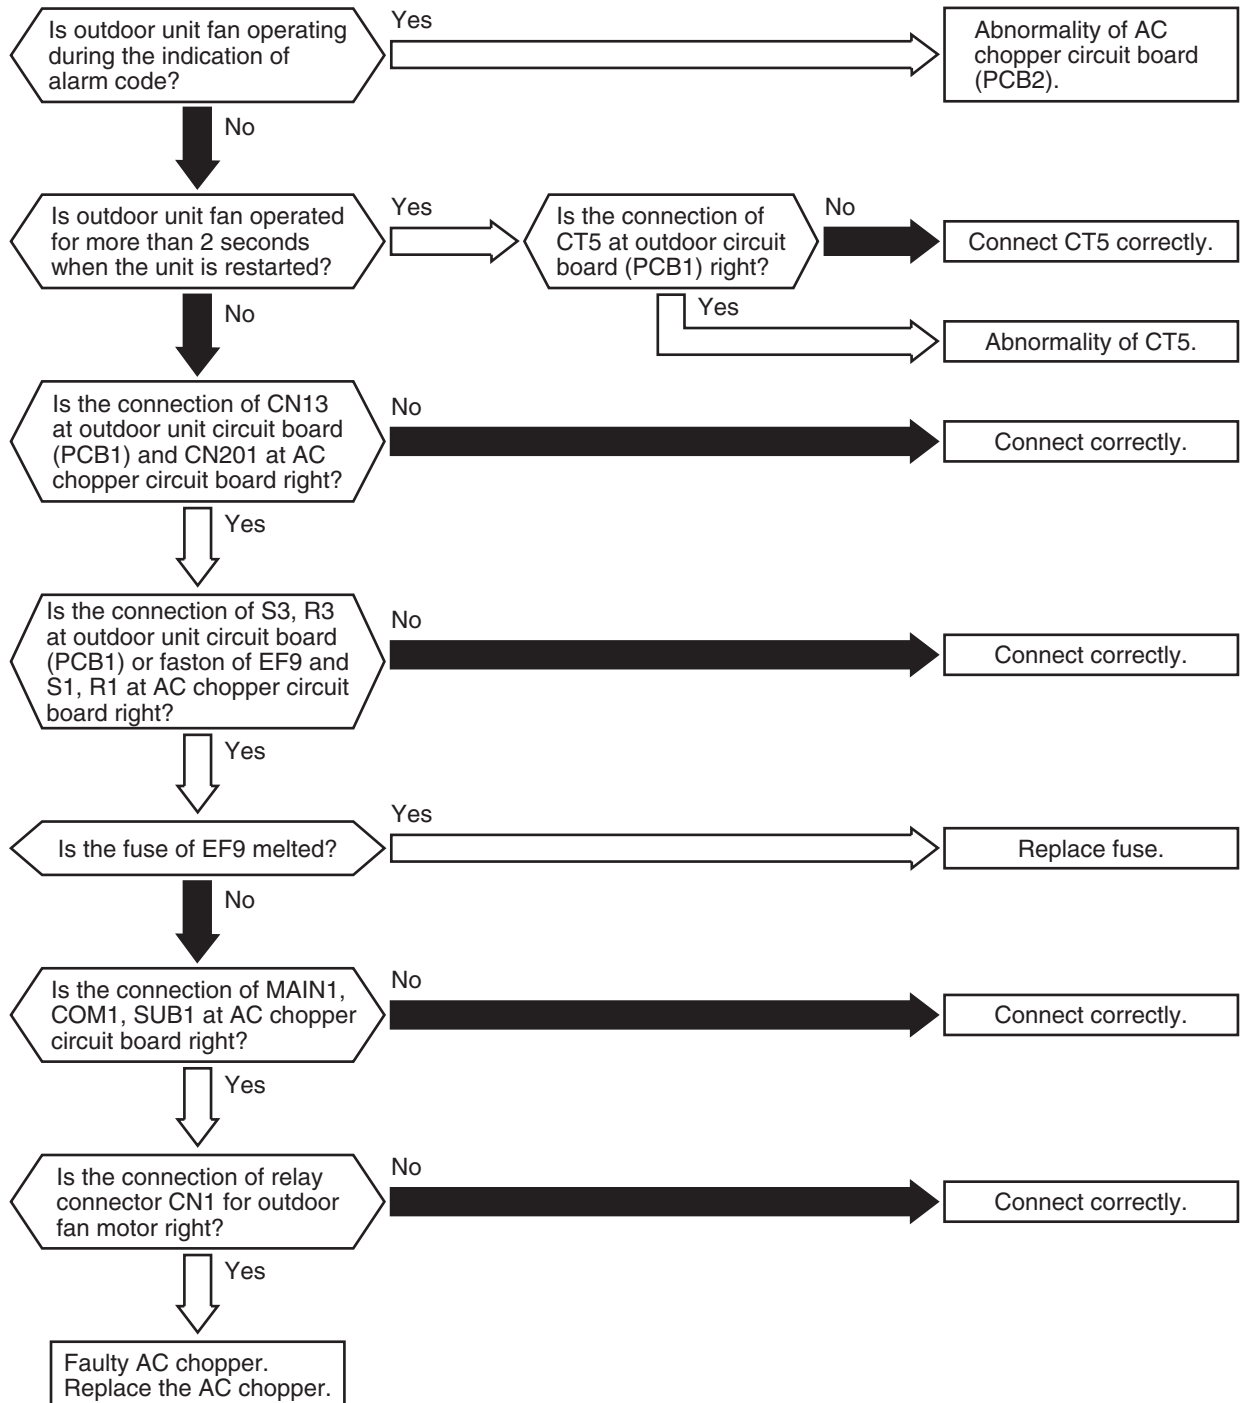 Is outdoor unit fan operating
during the indication of
alarm code?
Yes
Abnormality of AC
chopper circuit board
(PCB2).
No
Is outdoor unit fan operated
for more than 2 seconds
when the unit is restarted?
Yes
Is the connection of
CT5 at outdoor circuit
board (PCB1) right?
No
Connect CT5 correctly.
Yes
Abnormality of CT5.
No
Is the connection of CN13
at outdoor unit circuit board
(PCB1) and CN201 at AC
chopper circuit board right?
No
Connect correctly.
Yes
Is the connection of S3, R3
at outdoor unit circuit board
(PCB1) or faston of EF9 and
S1, R1 at AC chopper circuit
board right?
No
Connect correctly.
Yes
Is the fuse of EF9 melted?
Yes
Replace fuse.
No
Is the connection of MAIN1,
COM1, SUB1 at AC chopper
circuit board right?
No
Connect correctly.
Yes
Is the connection of relay
connector CN1 for outdoor
fan motor right?
No
Connect correctly.
Yes
Faulty AC chopper.
Replace the AC chopper.